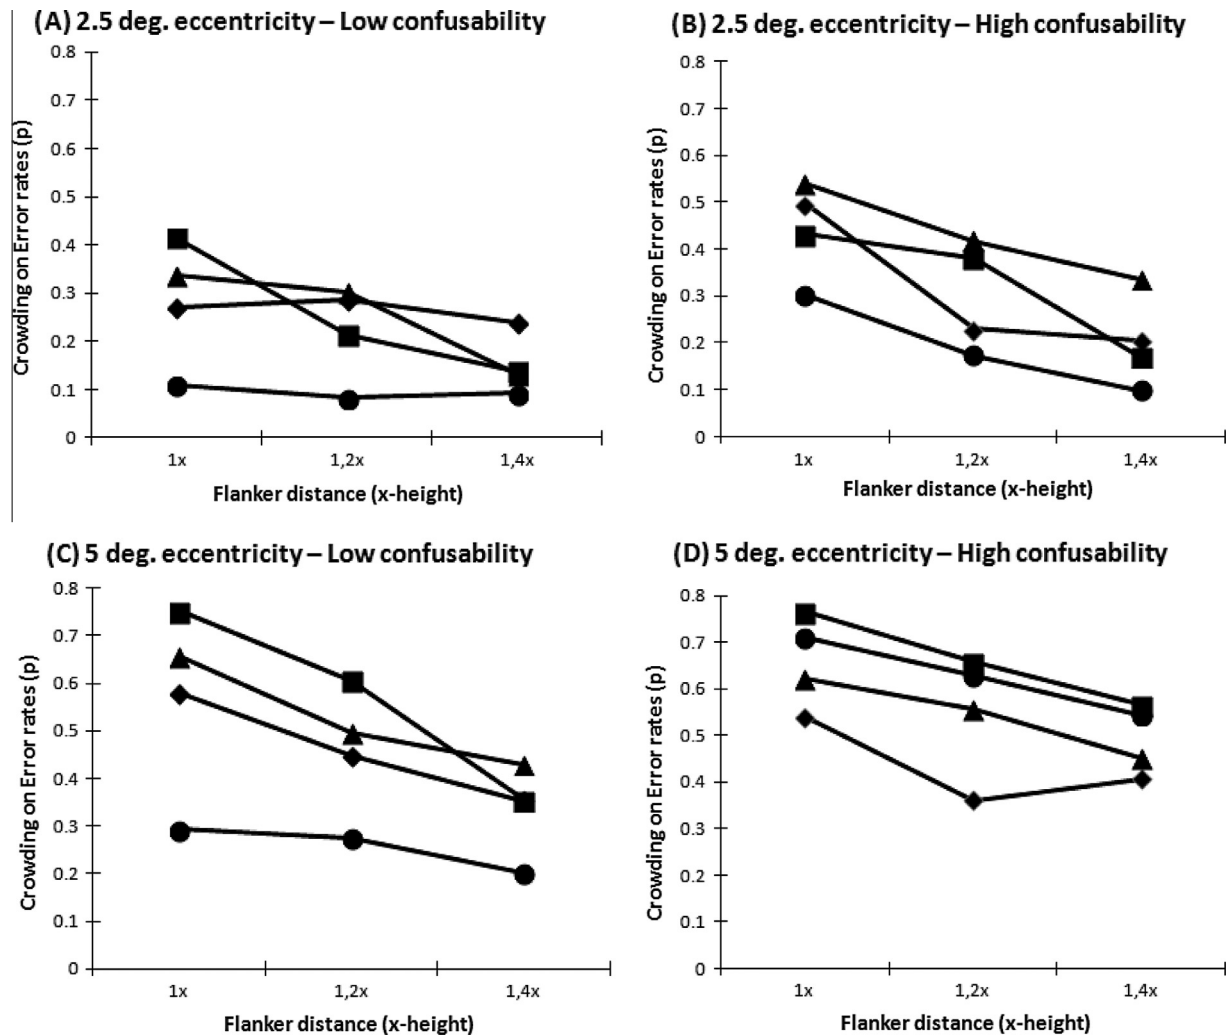 (A) 2.5 deg. eccentricity – Low confusability
0.8
0.7
0.6
0.5
0.4
0.3
0.2
0.1
0
Crowding on Error rates (p)
1x 1,2x 1,4x
Flanker distance (x-height)
(B) 2.5 deg. eccentricity – High confusability
0.8
0.7
0.6
0.5
0.4
0.3
0.2
0.1
0
Crowding on Error rates (p)
1x 1,2x 1,4x
Flanker distance (x-height)
(C) 5 deg. eccentricity – Low confusability
0.8
0.7
0.6
0.5
0.4
0.3
0.2
0.1
0
Crowding on Error rates (p)
1x 1,2x 1,4x
Flanker distance (x-height)
(D) 5 deg. eccentricity – High confusability
0.8
0.7
0.6
0.5
0.4
0.3
0.2
0.1
0
Crowding on Error rates (p)
1x 1,2x 1,4x
Flanker distance (x-height)